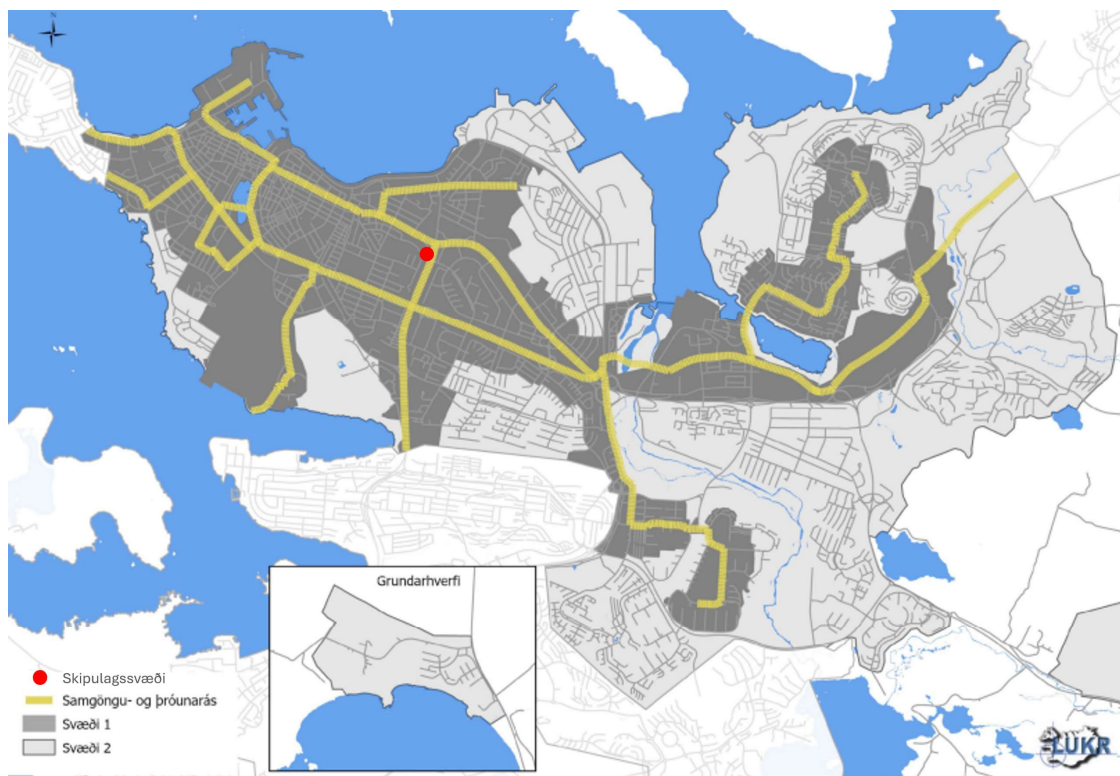 N
Grundarhverfi
Skipulagssvæði
Samgöngu- og þróunarás
Svæði 1
Svæði 2
LUKR